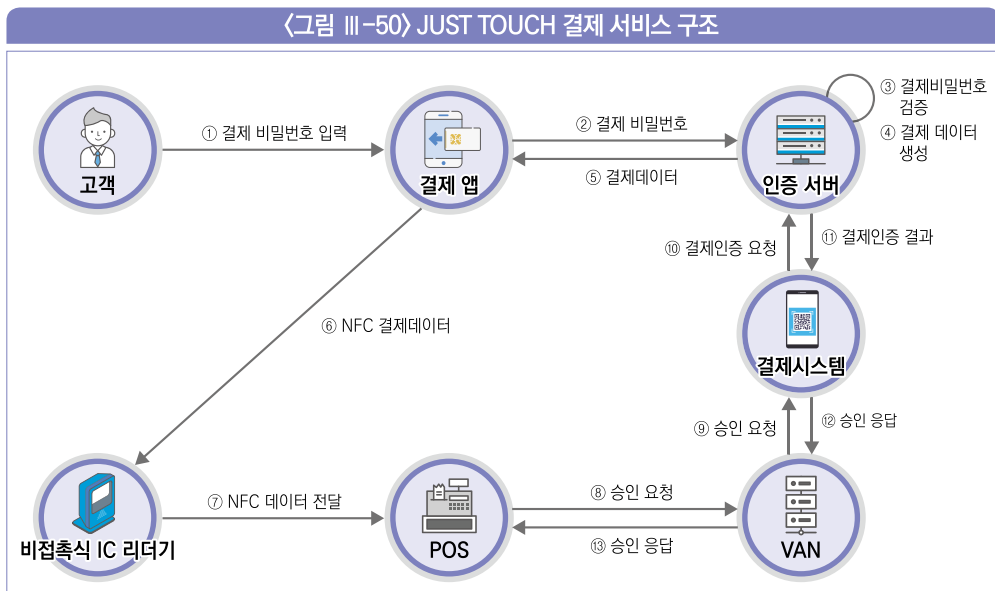 〈그림 Ⅲ-50〉 JUST TOUCH 결제 서비스 구조
① 결제 비밀번호 입력
② 결제 비밀번호
③ 결제비밀번호
검증
④ 결제 데이터
생성
⑤ 결제데이터
고객
결제 앱
인증 서버
⑩ 결제인증 요청
⑪ 결제인증 결과
⑥ NFC 결제데이터
결제시스템
⑨ 승인 요청
⑫ 승인 응답
⑦ NFC 데이터 전달
⑧ 승인 요청
⑬ 승인 응답
비접촉식 IC 리더기
POS
VAN